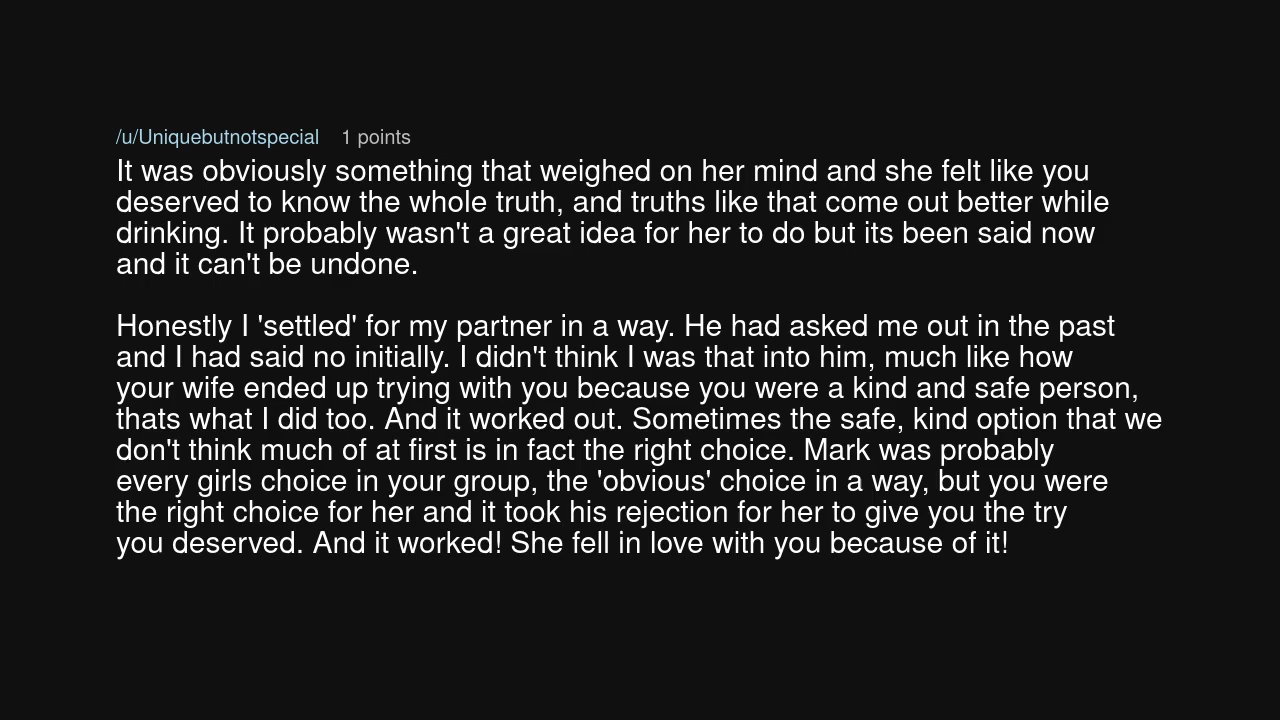 /u/Uniquebutnotspecial 1 points
It was obviously something that weighed on her mind and she felt like you
deserved to know the whole truth, and truths like that come out better while
drinking. It probably wasn't a great idea for her to do but its been said now
and it can't be undone.
Honestly I 'settled' for my partner in a way. He had asked me out in the past
and I had said no initially. I didn't think I was that into him, much like how
your wife ended up trying with you because you were a kind and safe person,
thats what I did too. And it worked out. Sometimes the safe, kind option that we
don't think much of at first is in fact the right choice. Mark was probably
every girls choice in your group, the 'obvious' choice in a way, but you were
the right choice for her and it took his rejection for her to give you the try
you deserved. And it worked! She fell in love with you because of it!